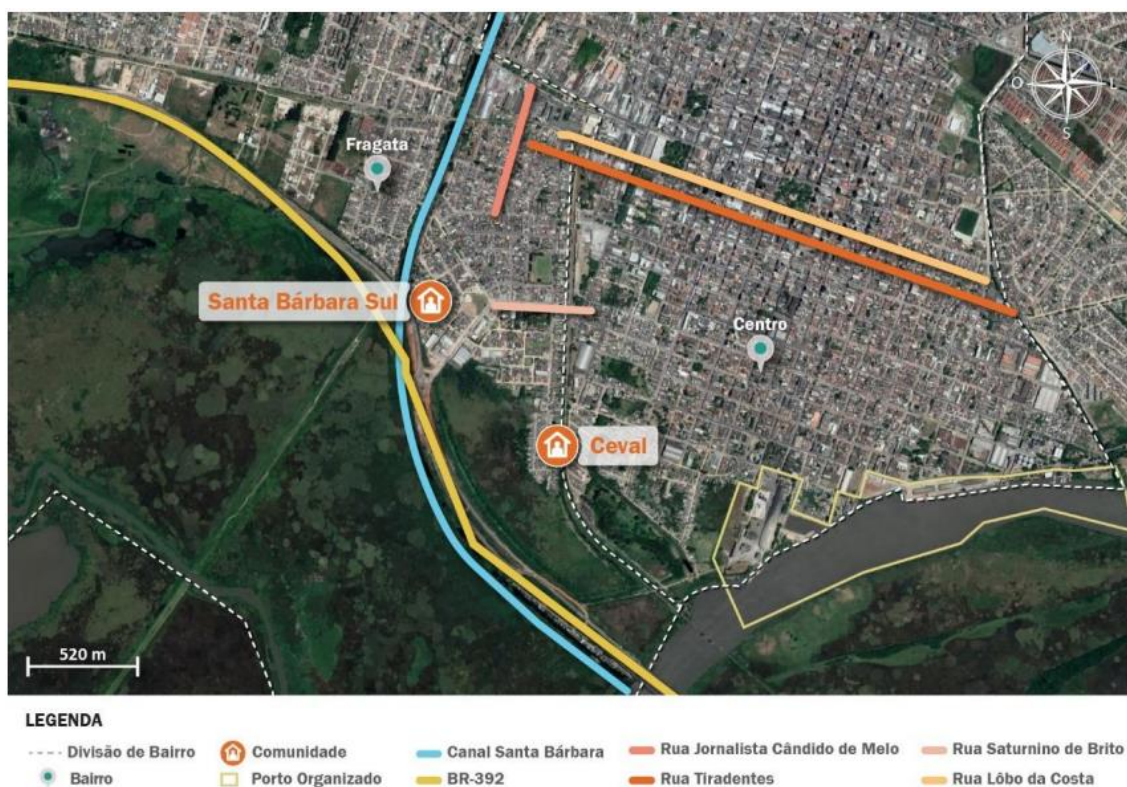 N
O
L
S
Fragata
Santa Bárbara Sul
Centro
Ceval
520 m
LEGENDA
Divisão de Bairro
Comunidade
Canal Santa Bárbara
Rua Jornalista Cândido de Melo
Rua Saturnino de Brito
Bairro
Porto Organizado
BR-392
Rua Tiradentes
Rua Lôbo da Costa